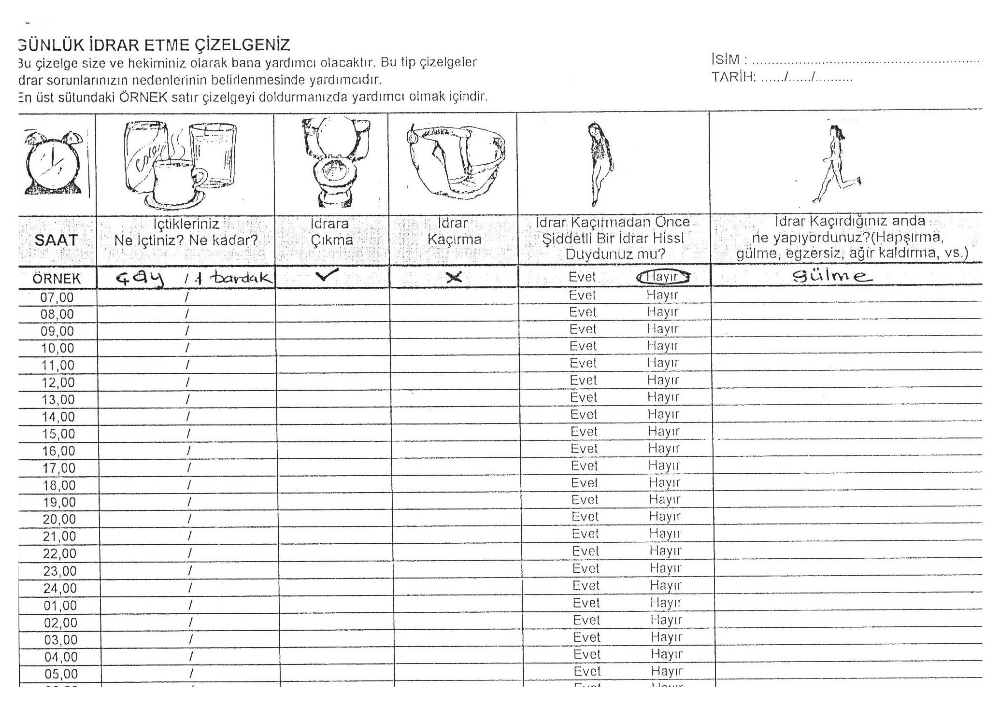 GÜNLÜK İDRAR ETME ÇİZELGENİZ
Bu çizelge size ve hekiminiz olarak bana yardımcı olacaktır. Bu tip çizelgeler
idrar sorunlarınızın nedenlerinin belirlenmesinde yardımcıdır.
En üst sütundaki ÖRNEK satır çizelgeyi doldurmanızda yardımcı olmak içindir.
İSİM : ..........................................................
TARİH: ....../....../..........
Cola
SAAT
İçtikleriniz
Ne İçtiniz? Ne kadar?
İdrara
Çıkma
İdrar
Kaçırma
İdrar Kaçırmadan Önce
Şiddetli Bir İdrar Hissi
Duydunuz mu?
İdrar Kaçırdığınız anda
ne yapıyordunuz?(Hapşırma,
gülme, egzersiz, ağır kaldırma, vs.)
ÖRNEK çay / 1 bardak ✓ x Evet Hayır gülme
07,00 / Evet Hayır
08,00 / Evet Hayır
09,00 / Evet Hayır
10,00 / Evet Hayır
11,00 / Evet Hayır
12,00 / Evet Hayır
13,00 / Evet Hayır
14,00 / Evet Hayır
15,00 / Evet Hayır
16,00 / Evet Hayır
17,00 / Evet Hayır
18,00 / Evet Hayır
19,00 / Evet Hayır
20,00 / Evet Hayır
21,00 / Evet Hayır
22,00 / Evet Hayır
23,00 / Evet Hayır
24,00 / Evet Hayır
01,00 / Evet Hayır
02,00 / Evet Hayır
03,00 / Evet Hayır
04,00 / Evet Hayır
05,00 / Evet Hayır